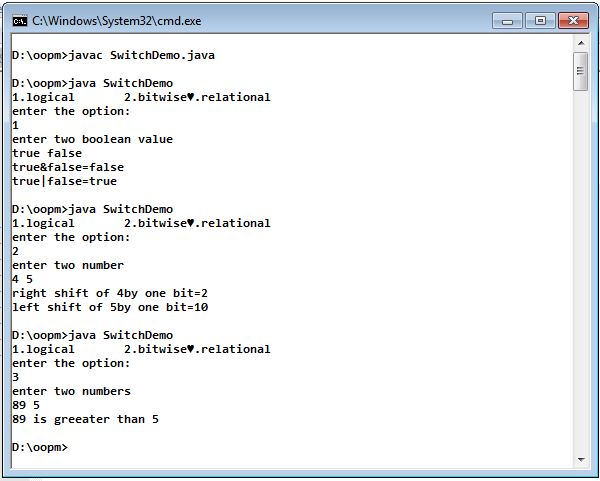 C:\Windows\System32\cmd.exe
D:\oopm>javac SwitchDemo.java
D:\oopm>java SwitchDemo
1.logical 2.bitwise♥.relational
enter the option:
1
enter two boolean value
true false
true&false=false
true|false=true
D:\oopm>java SwitchDemo
1.logical 2.bitwise♥.relational
enter the option:
2
enter two number
4 5
right shift of 4by one bit=2
left shift of 5by one bit=10
D:\oopm>java SwitchDemo
1.logical 2.bitwise♥.relational
enter the option:
3
enter two numbers
89 5
89 is greeater than 5
D:\oopm>